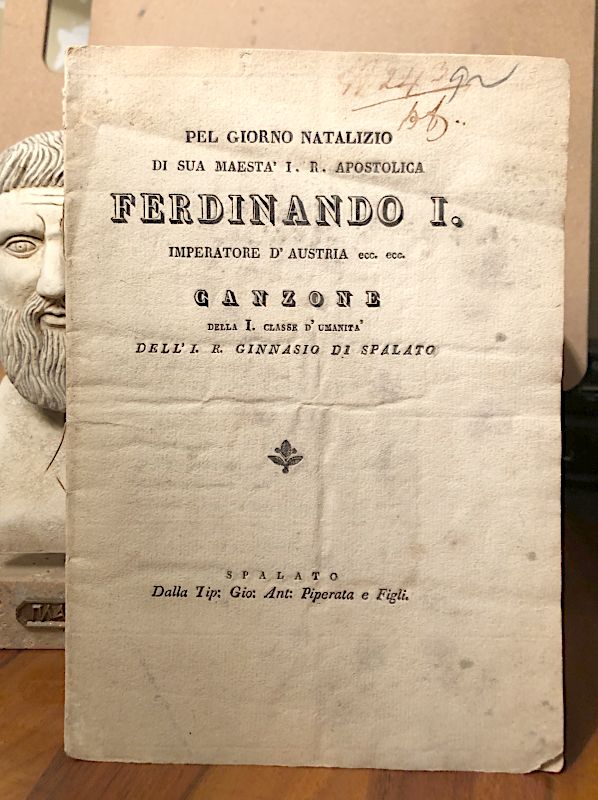 PEL GIORNO NATALIZIO
DI SUA MAESTA' I. R. APOSTOLICA
FERDINANDO I.
IMPERATORE D' AUSTRIA ecc. ecc.
CANZONE
DELLA I. CLASSE D' UMANITA'
DELL' I. R. GINNASIO DI SPALATO
SPALATO
Dalla Tip: Gio: Ant: Piperata e Figli.